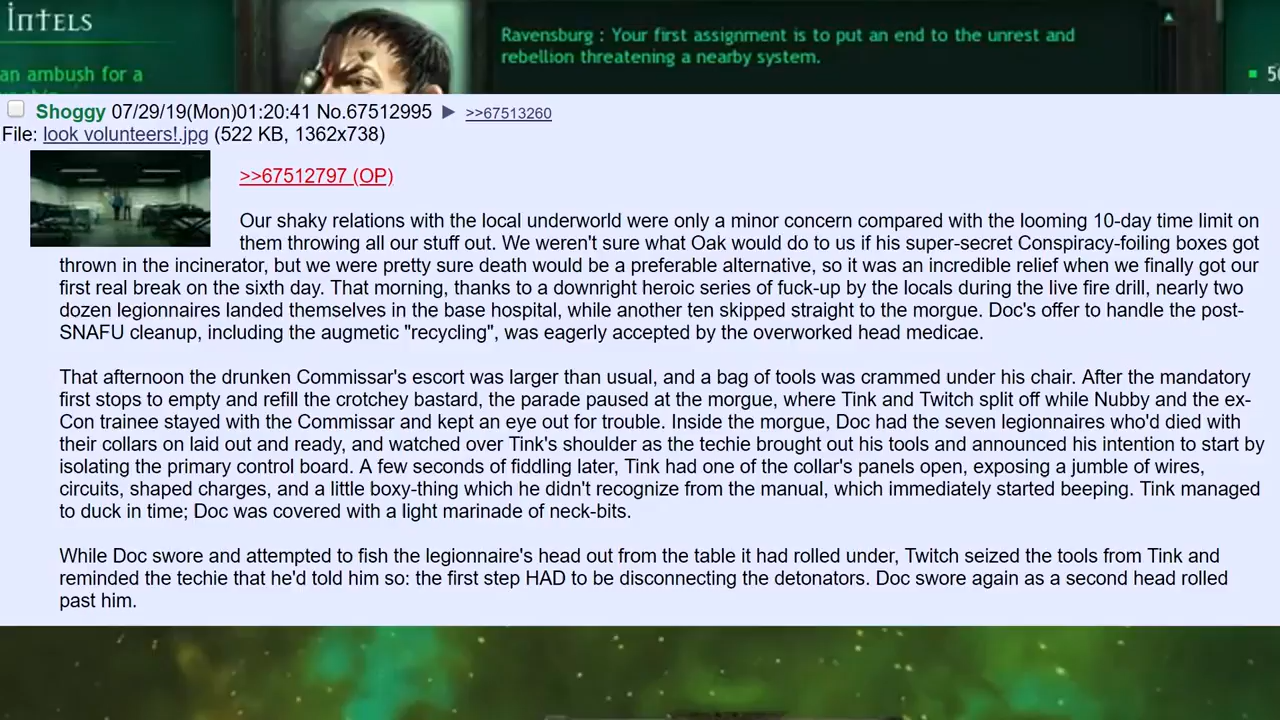 INTELS
an ambush for a
Ravensburg : Your first assignment is to put an end to the unrest and
rebellion threatening a nearby system.
Shoggy 07/29/19(Mon)01:20:41 No.67512995 ▶ >>67513260
File: look volunteers!.jpg (522 KB, 1362x738)
>>67512797 (OP)
Our shaky relations with the local underworld were only a minor concern compared with the looming 10-day time limit on
them throwing all our stuff out. We weren't sure what Oak would do to us if his super-secret Conspiracy-foiling boxes got
thrown in the incinerator, but we were pretty sure death would be a preferable alternative, so it was an incredible relief when we finally got our
first real break on the sixth day. That morning, thanks to a downright heroic series of fuck-up by the locals during the live fire drill, nearly two
dozen legionnaires landed themselves in the base hospital, while another ten skipped straight to the morgue. Doc's offer to handle the post-
SNAFU cleanup, including the augmetic "recycling", was eagerly accepted by the overworked head medicae.
That afternoon the drunken Commissar's escort was larger than usual, and a bag of tools was crammed under his chair. After the mandatory
first stops to empty and refill the crotchey bastard, the parade paused at the morgue, where Tink and Twitch split off while Nubby and the ex-
Con trainee stayed with the Commissar and kept an eye out for trouble. Inside the morgue, Doc had the seven legionnaires who'd died with
their collars on laid out and ready, and watched over Tink's shoulder as the techie brought out his tools and announced his intention to start by
isolating the primary control board. A few seconds of fiddling later, Tink had one of the collar's panels open, exposing a jumble of wires,
circuits, shaped charges, and a little boxy-thing which he didn't recognize from the manual, which immediately started beeping. Tink managed
to duck in time; Doc was covered with a light marinade of neck-bits.
While Doc swore and attempted to fish the legionnaire's head out from the table it had rolled under, Twitch seized the tools from Tink and
reminded the techie that he'd told him so: the first step HAD to be disconnecting the detonators. Doc swore again as a second head rolled
past him.